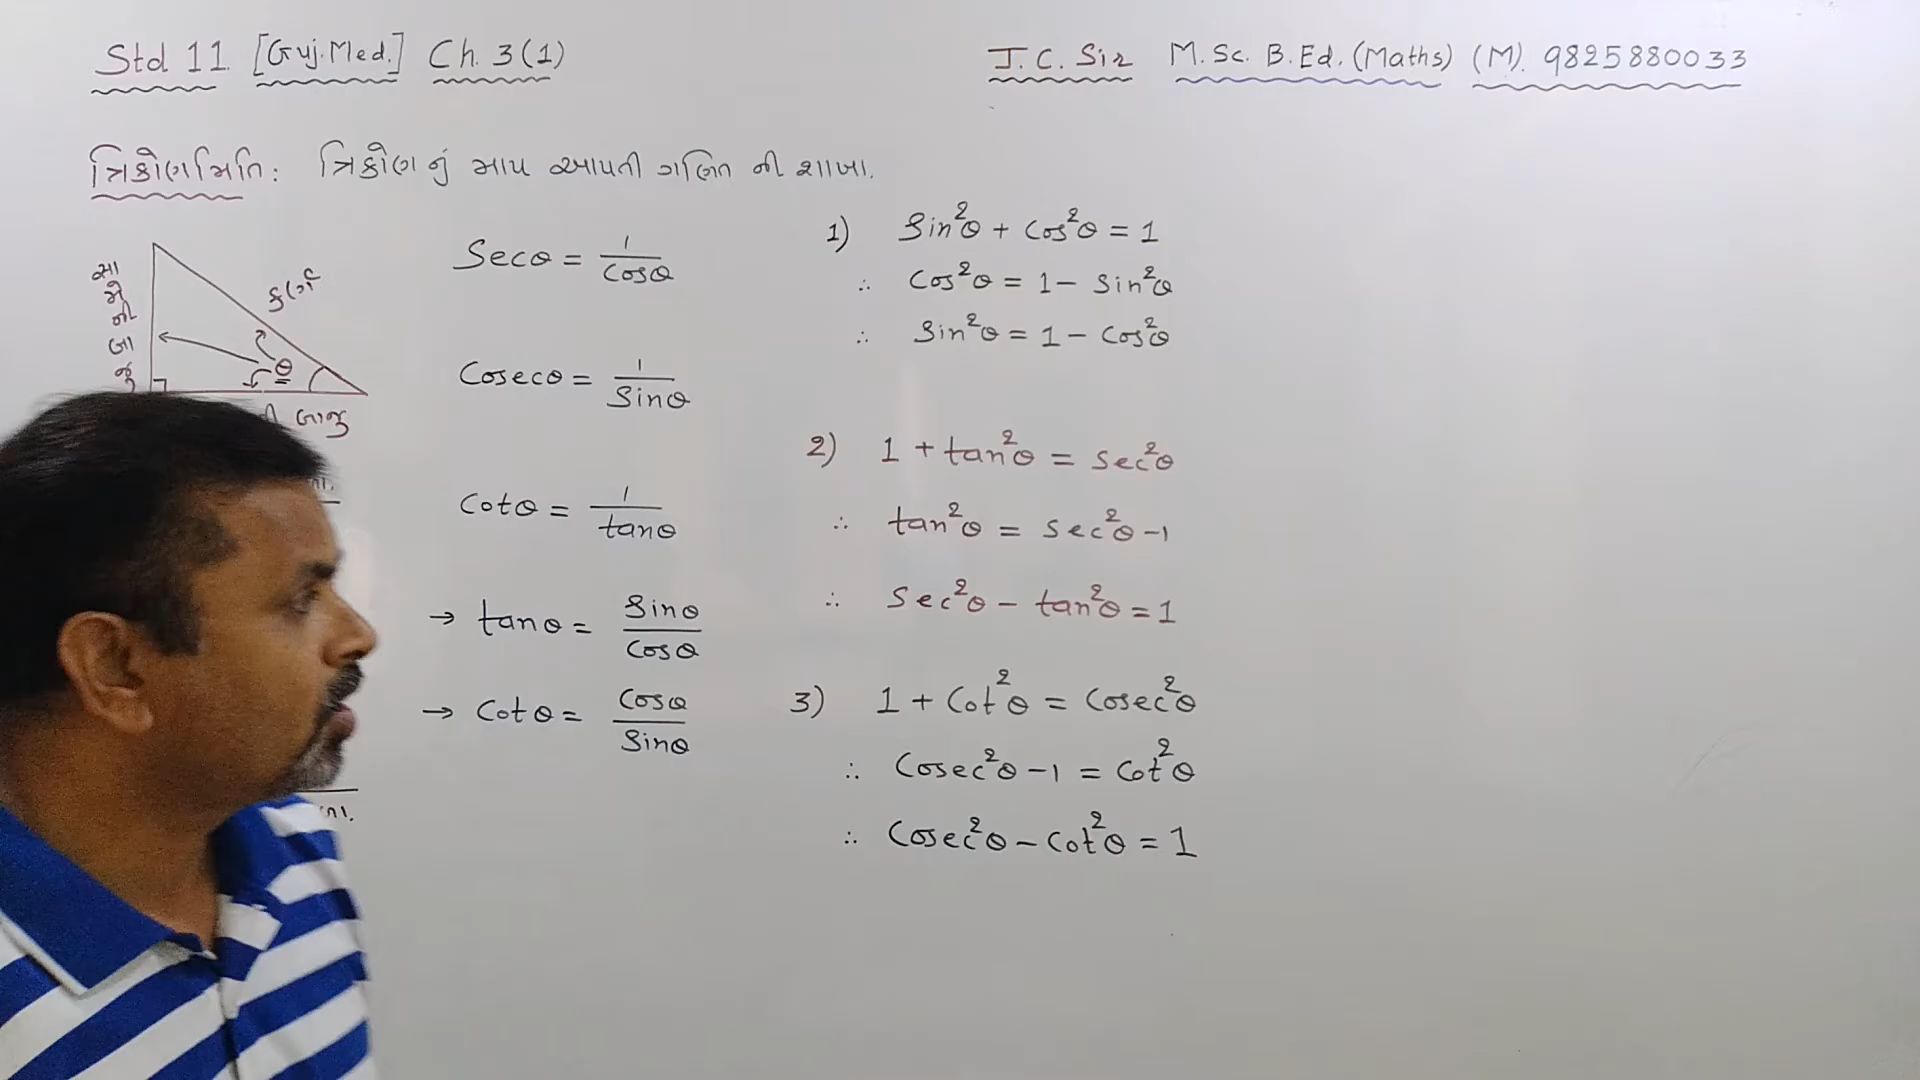 Std 11 [Guj. Med.] Ch. 3(1)
J. C. Sir M. Sc. B. Ed. (Maths) (M). 9825880033
ત્રિકોણમિતિ: ત્રિકોણ નું માપ આપતી ગણિત ની શાખા.
સામેની બાજુ
કર્ણ
θ
બાજુ
Secθ = 1/Cosθ
Cosecθ = 1/Sinθ
Cotθ = 1/tanθ
→ tanθ = Sinθ/Cosθ
→ Cotθ = Cosθ/Sinθ
1) Sin²θ + Cos²θ = 1
∴ Cos²θ = 1 - Sin²θ
∴ Sin²θ = 1 - Cos²θ
2) 1 + tan²θ = Sec²θ
∴ tan²θ = Sec²θ - 1
∴ Sec²θ - tan²θ = 1
3) 1 + Cot²θ = Cosec²θ
∴ Cosec²θ - 1 = Cot²θ
∴ Cosec²θ - Cot²θ = 1